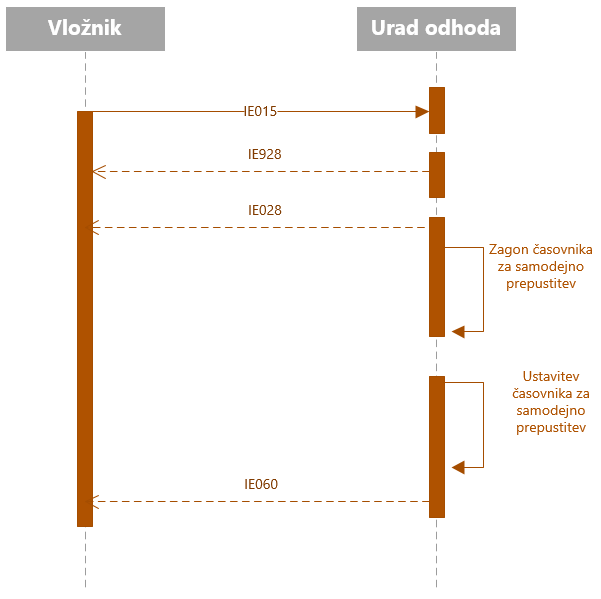 Vložnik
Urad odhoda
IE015
IE928
IE028
Zagon časovnika
za samodejno
prepustitev
Ustavitev
časovnika za
samodejno
prepustitev
IE060